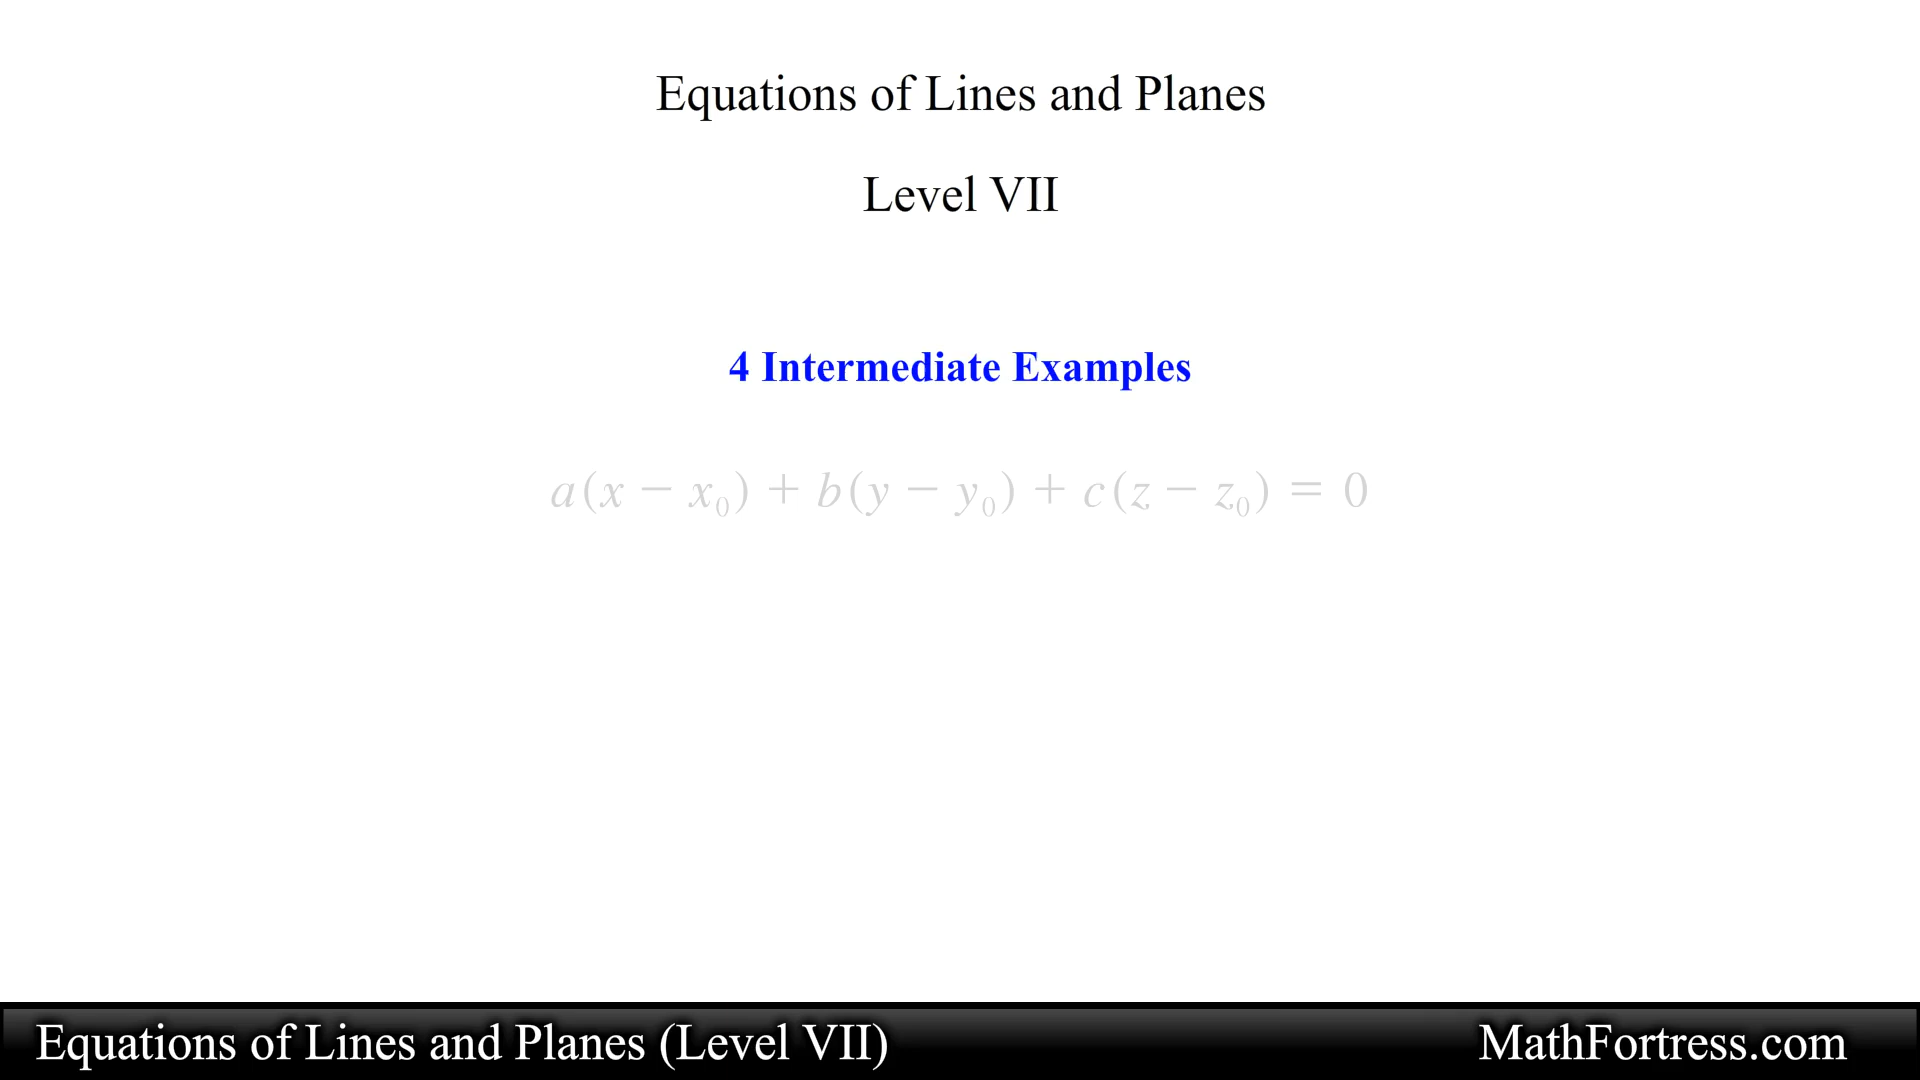 Equations of Lines and Planes
Level VII
4 Intermediate Examples
a(x − x₀) + b(y − y₀) + c(z − z₀) = 0
Equations of Lines and Planes (Level VII)
MathFortress.com